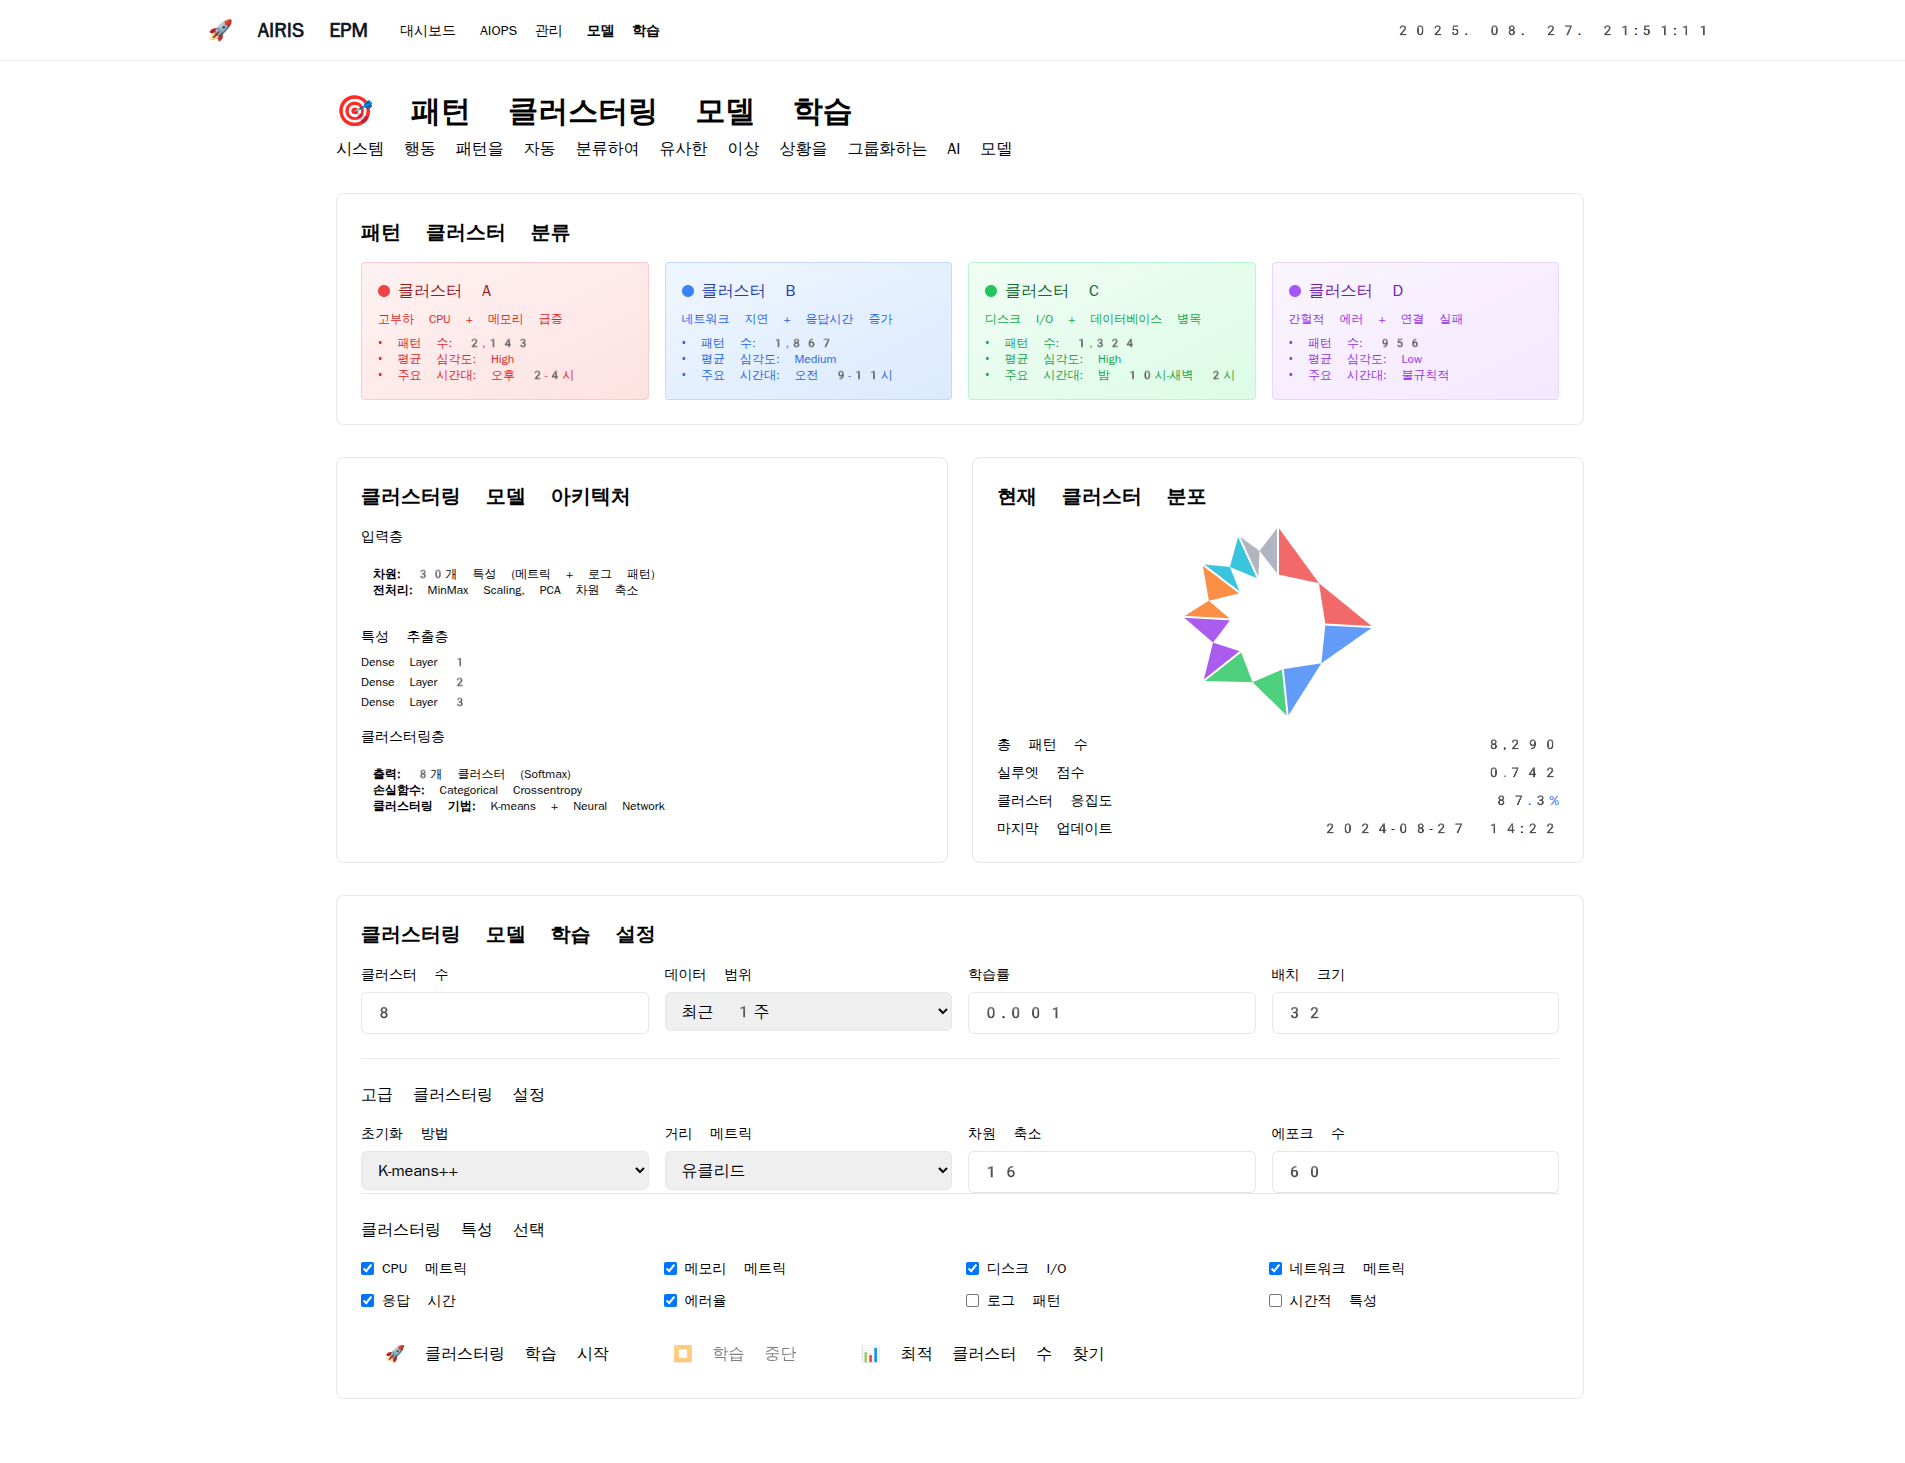 🚀 AIRIS EPM 대시보드 AIOPS 관리 모델 학습 2025. 08. 27. 21:51:11
🎯 패턴 클러스터링 모델 학습
시스템 행동 패턴을 자동 분류하여 유사한 이상 상황을 그룹화하는 AI 모델
패턴 클러스터 분류
클러스터 A
고부하 CPU + 메모리 급증
• 패턴 수: 2,143
• 평균 심각도: High
• 주요 시간대: 오후 2-4시
클러스터 B
네트워크 지연 + 응답시간 증가
• 패턴 수: 1,867
• 평균 심각도: Medium
• 주요 시간대: 오전 9-11시
클러스터 C
디스크 I/O + 데이터베이스 병목
• 패턴 수: 1,324
• 평균 심각도: High
• 주요 시간대: 밤 10시-새벽 2시
클러스터 D
간헐적 에러 + 연결 실패
• 패턴 수: 956
• 평균 심각도: Low
• 주요 시간대: 불규칙적
클러스터링 모델 아키텍처
입력층
차원: 30개 특성 (메트릭 + 로그 패턴)
전처리: MinMax Scaling, PCA 차원 축소
특성 추출층
Dense Layer 1
Dense Layer 2
Dense Layer 3
클러스터링층
출력: 8개 클러스터 (Softmax)
손실함수: Categorical Crossentropy
클러스터링 기법: K-means + Neural Network
현재 클러스터 분포
총 패턴 수 8,290
실루엣 점수 0.742
클러스터 응집도 87.3%
마지막 업데이트 2024-08-27 14:22
클러스터링 모델 학습 설정
클러스터 수 데이터 범위 학습률 배치 크기
8 최근 1주 0.001 32
고급 클러스터링 설정
초기화 방법 거리 메트릭 차원 축소 에포크 수
K-means++ 유클리드 16 60
클러스터링 특성 선택
CPU 메트릭 메모리 메트릭 디스크 I/O 네트워크 메트릭
응답 시간 에러율 로그 패턴 시간적 특성
🚀 클러스터링 학습 시작 ⏹️ 학습 중단 📊 최적 클러스터 수 찾기